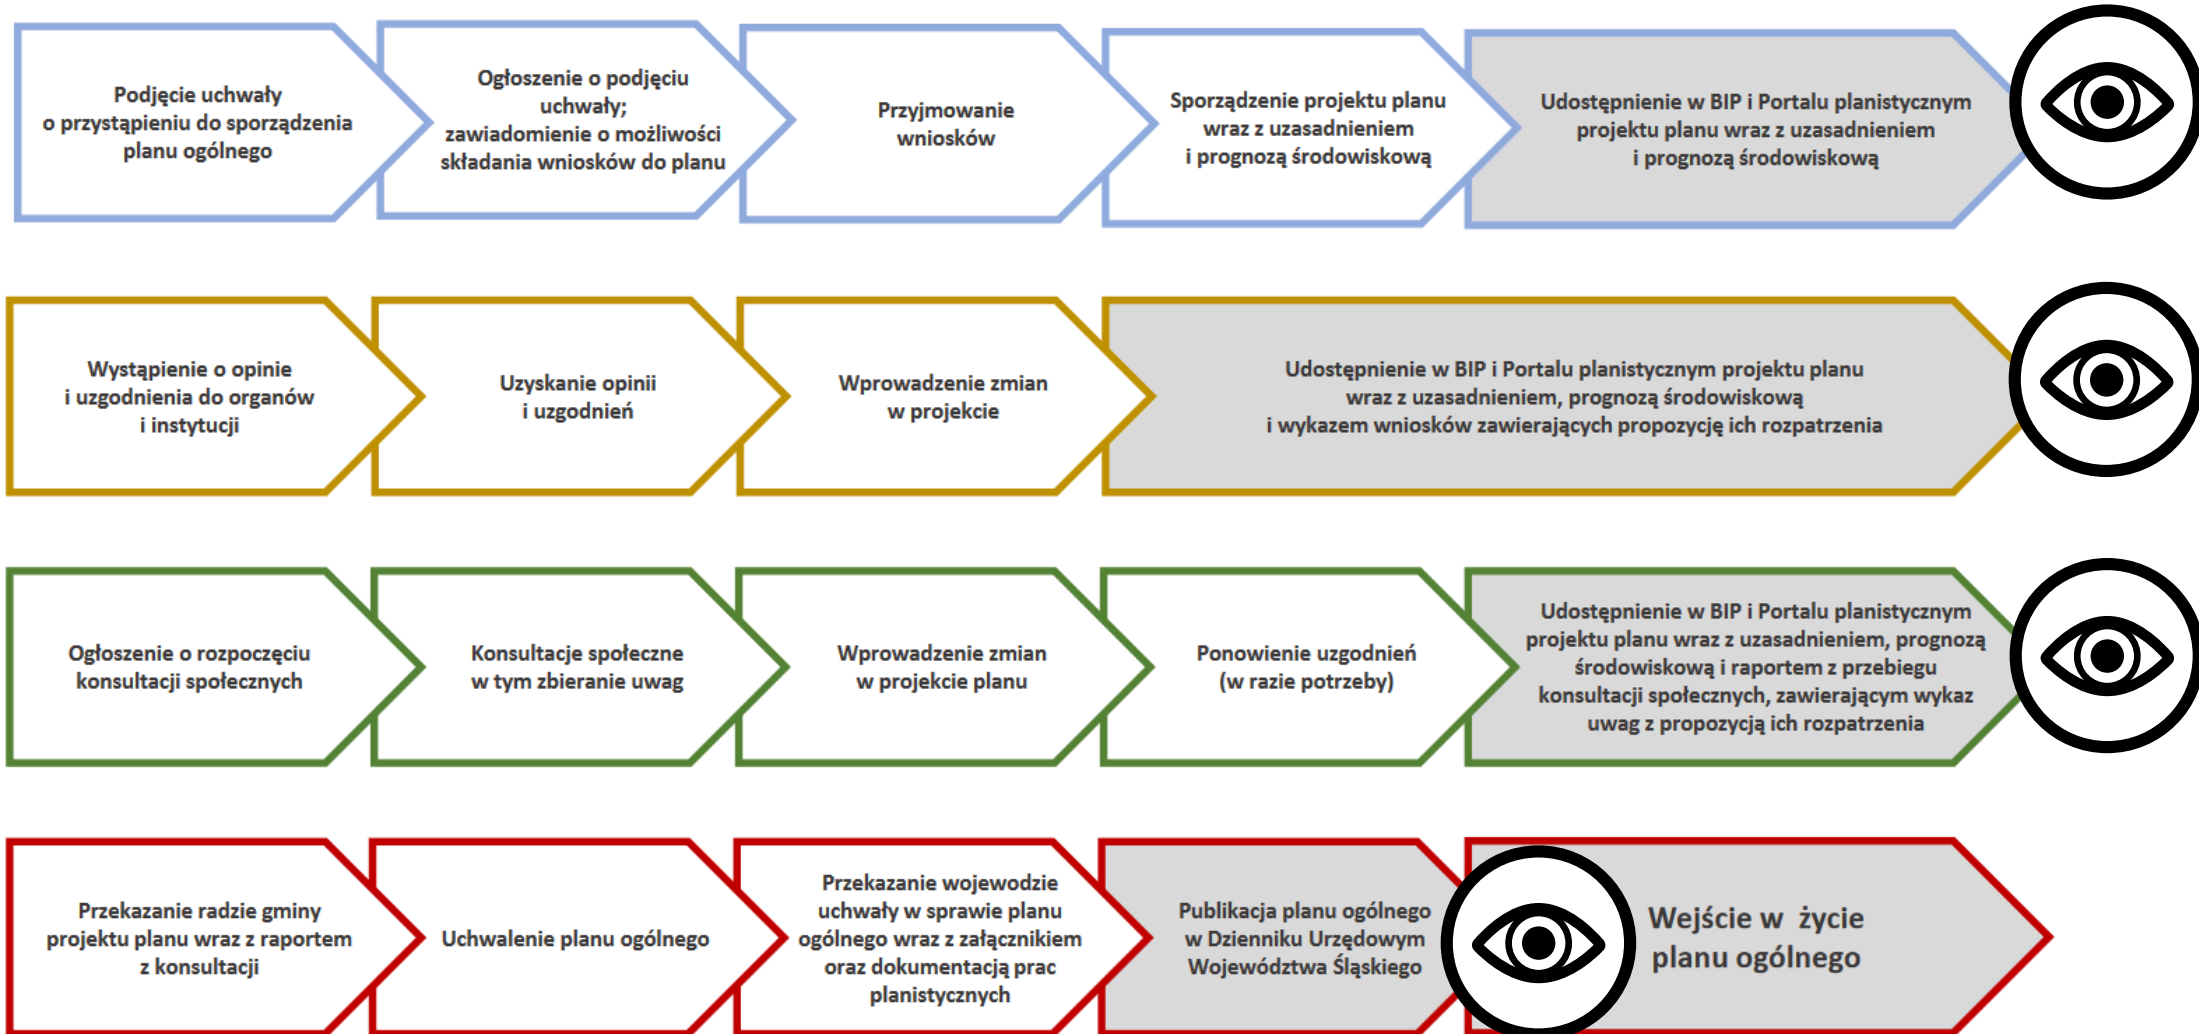 Podjęcie uchwały
o przystąpieniu do sporządzenia
planu ogólnego
Ogłoszenie o podjęciu
uchwały;
zawiadomienie o możliwości
składania wniosków do planu
Przyjmowanie
wniosków
Sporządzenie projektu planu
wraz z uzasadnieniem
i prognozą środowiskową
Udostępnienie w BIP i Portalu planistycznym
projektu planu wraz z uzasadnieniem
i prognozą środowiskową
Wystąpienie o opinie
i uzgodnienia do organów
i instytucji
Uzyskanie opinii
i uzgodnień
Wprowadzenie zmian
w projekcie
Udostępnienie w BIP i Portalu planistycznym projektu planu
wraz z uzasadnieniem, prognozą środowiskową
i wykazem wniosków zawierających propozycję ich rozpatrzenia
Ogłoszenie o rozpoczęciu
konsultacji społecznych
Konsultacje społeczne
w tym zbieranie uwag
Wprowadzenie zmian
w projekcie planu
Ponowienie uzgodnień
(w razie potrzeby)
Udostępnienie w BIP i Portalu planistycznym
projektu planu wraz z uzasadnieniem, prognozą
środowiskową i raportem z przebiegu
konsultacji społecznych, zawierającym wykaz
uwag z propozycją ich rozpatrzenia
Przekazanie radzie gminy
projektu planu wraz z raportem
z konsultacji
Uchwalenie planu ogólnego
Przekazanie wojewodzie
uchwały w sprawie planu
ogólnego wraz z załącznikiem
oraz dokumentacją prac
planistycznych
Publikacja planu ogólnego
w Dzienniku Urzędowym
Województwa Śląskiego
Wejście w życie
planu ogólnego